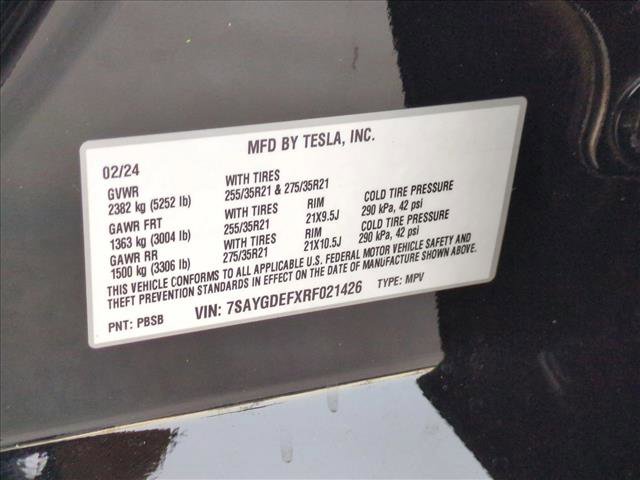 MFD BY TESLA, INC.
02/24
GVWR WITH TIRES
2382 kg (5252 lb) 255/35R21 & 275/35R21
GAWR FRT WITH TIRES RIM COLD TIRE PRESSURE
1363 kg (3004 lb) 255/35R21 21X9.5J 290 kPa, 42 psi
GAWR RR WITH TIRES RIM COLD TIRE PRESSURE
1500 kg (3306 lb) 275/35R21 21X10.5J 290 kPa, 42 psi
THIS VEHICLE CONFORMS TO ALL APPLICABLE U.S. FEDERAL MOTOR VEHICLE SAFETY AND
THEFT PREVENTION STANDARDS IN EFFECT ON THE DATE OF MANUFACTURE SHOWN ABOVE.
PNT: PBSB VIN: 7SAYGDEFXRF021426 TYPE: MPV